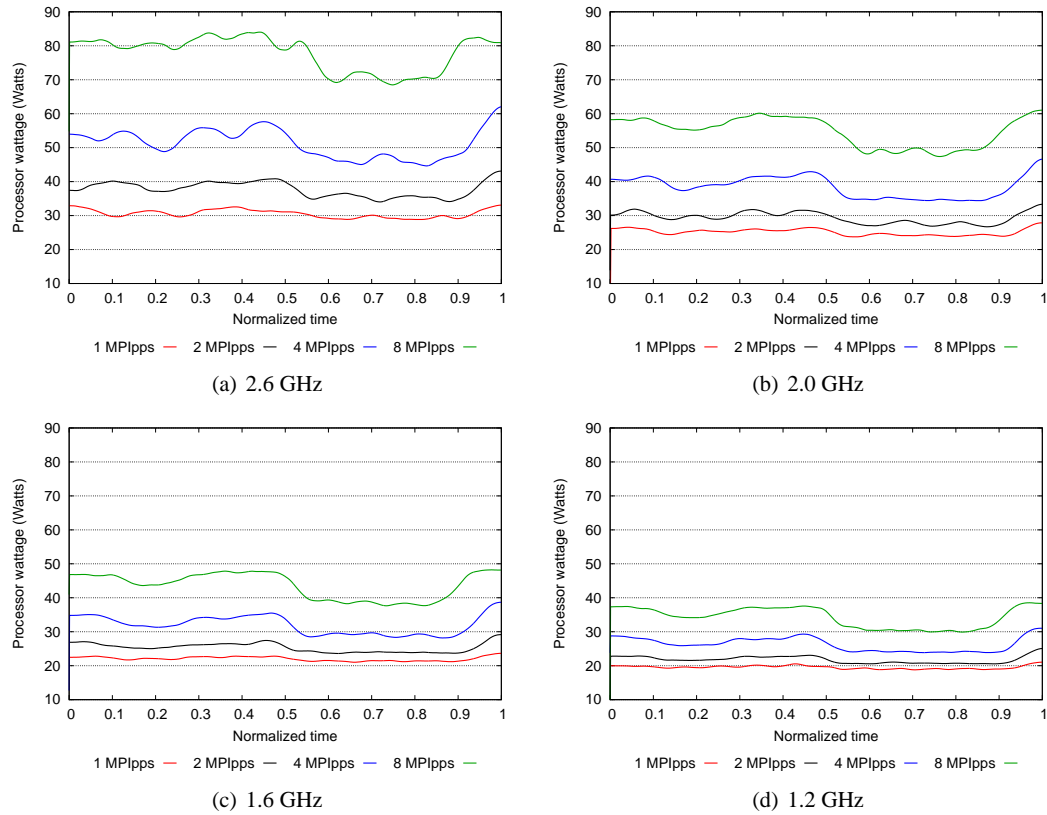 90
80
70
60
50
40
30
20
10
Processor wattage (Watts)
0 0.1 0.2 0.3 0.4 0.5 0.6 0.7 0.8 0.9 1
Normalized time
1 MPIpps 2 MPIpps 4 MPIpps 8 MPIpps
(a) 2.6 GHz
90
80
70
60
50
40
30
20
10
Processor wattage (Watts)
0 0.1 0.2 0.3 0.4 0.5 0.6 0.7 0.8 0.9 1
Normalized time
1 MPIpps 2 MPIpps 4 MPIpps 8 MPIpps
(b) 2.0 GHz
90
80
70
60
50
40
30
20
10
Processor wattage (Watts)
0 0.1 0.2 0.3 0.4 0.5 0.6 0.7 0.8 0.9 1
Normalized time
1 MPIpps 2 MPIpps 4 MPIpps 8 MPIpps
(c) 1.6 GHz
90
80
70
60
50
40
30
20
10
Processor wattage (Watts)
0 0.1 0.2 0.3 0.4 0.5 0.6 0.7 0.8 0.9 1
Normalized time
1 MPIpps 2 MPIpps 4 MPIpps 8 MPIpps
(d) 1.2 GHz